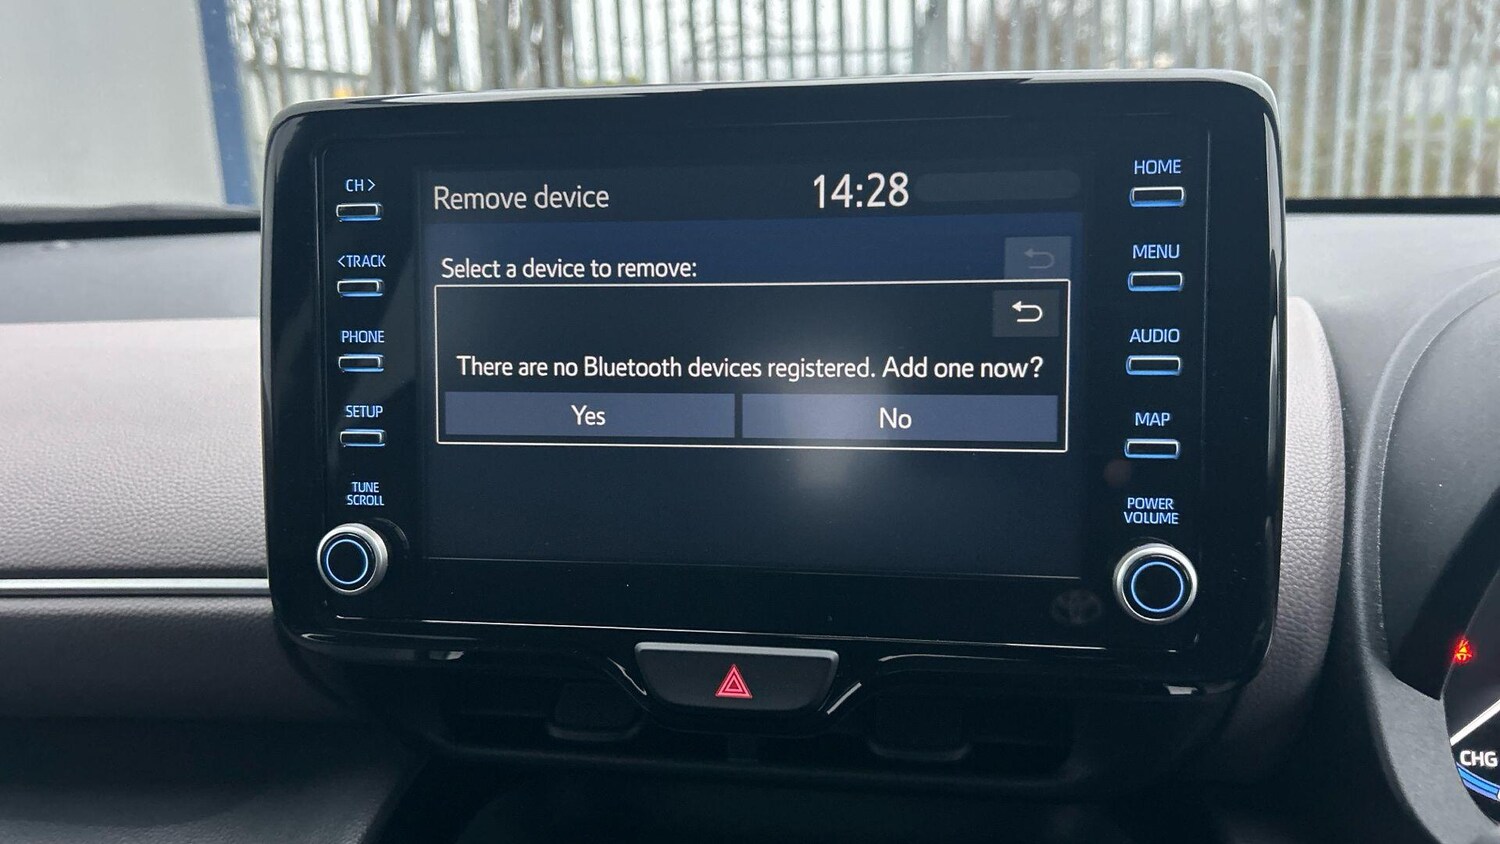 CH>
<TRACK
PHONE
SETUP
TUNE
SCROLL
Remove device
14:28
Select a device to remove:
There are no Bluetooth devices registered. Add one now?
Yes
No
HOME
MENU
AUDIO
MAP
POWER
VOLUME
CHG